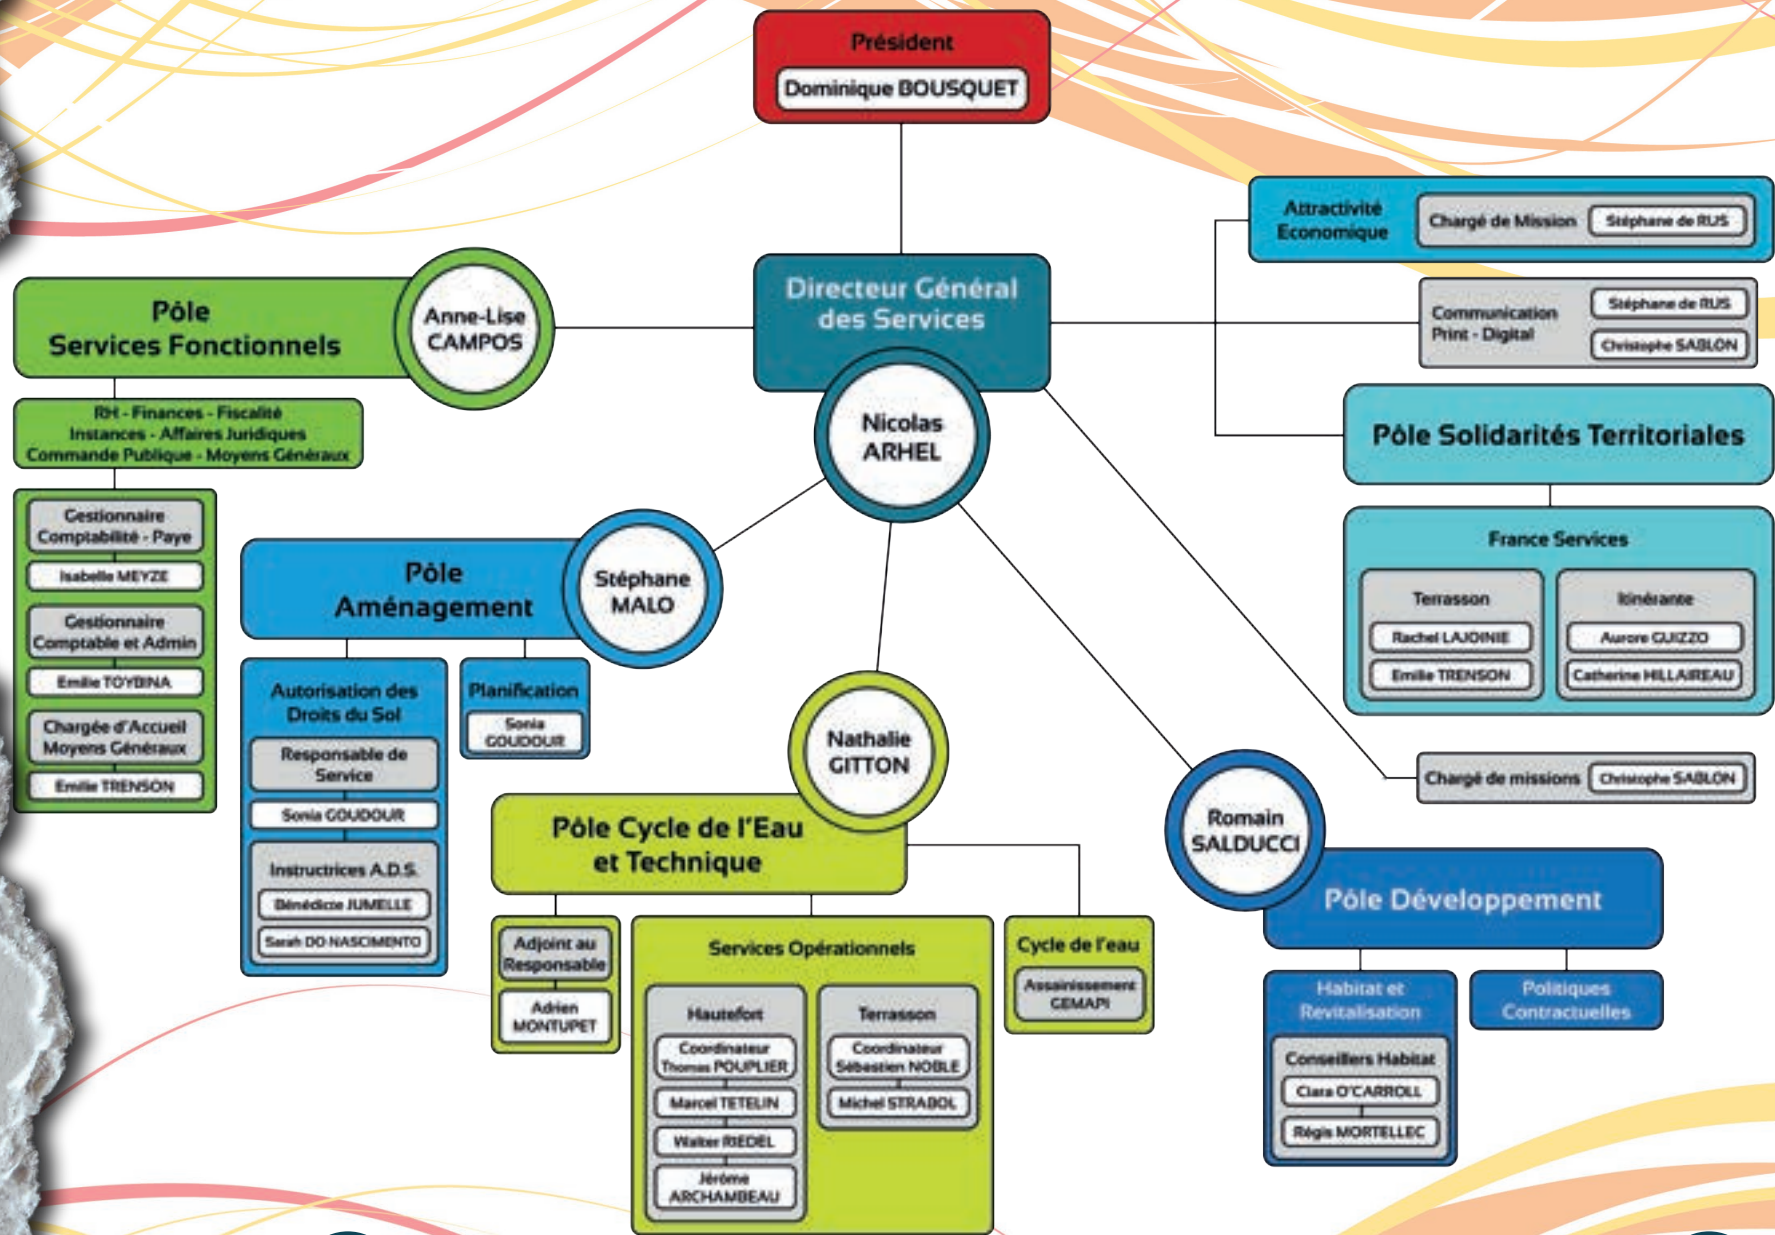 Président
Dominique BOUSQUET
Directeur Général
des Services
Nicolas
ARHEL
Attractivité
Economique
Chargé de Mission
Stéphane de RUS
Communication
Print - Digital
Stéphane de RUS
Christophe SABLON
Pôle Solidarités Territoriales
France Services
Terrasson
Rachel LAJOINIE
Emilie TRENSON
Itinérante
Aurore GUIZZO
Catherine HILLAIREAU
Chargé de missions
Christophe SABLON
Pôle
Services Fonctionnels
Anne-Lise
CAMPOS
RH - Finances - Fiscalité
Instances - Affaires Juridiques
Commande Publique - Moyens Généraux
Gestionnaire
Comptabilité - Paye
Isabelle MEYZE
Gestionnaire
Comptable et Admin
Emilie TOYBINA
Chargée d'Accueil
Moyens Généraux
Emilie TRENSON
Pôle
Aménagement
Stéphane
MALO
Autorisation des
Droits du Sol
Responsable de
Service
Sonia GOUDOUR
Instructrices A.D.S.
Bénédicte JUMELLE
Sarah DO NASCIMENTO
Planification
Sonia
GOUDOUR
Nathalie
GITTON
Pôle Cycle de l'Eau
et Technique
Adjoint au
Responsable
Adrien
MONTUPET
Services Opérationnels
Hautefort
Coordinateur
Thomas POUPLIER
Marcel TETELIN
Walter RIEDEL
Jérôme
ARCHAMBEAU
Terrasson
Coordinateur
Sébastien NOBLE
Michel STRABOL
Cycle de l'eau
Assainissement
GEMAPI
Romain
SALDUCCI
Pôle Développement
Habitat et
Revitalisation
Conseillers Habitat
Clara O'CARROLL
Régis MORTELLEC
Politiques
Contractuelles